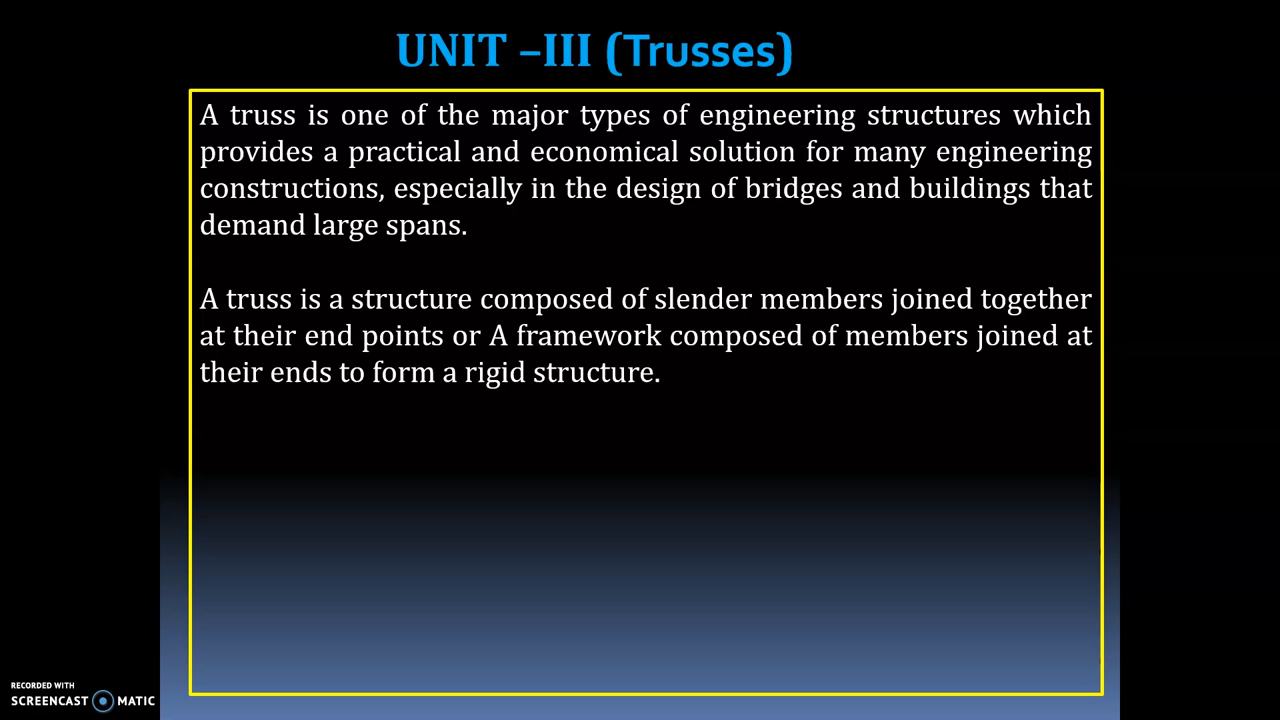 UNIT –III (Trusses)
A truss is one of the major types of engineering structures which
provides a practical and economical solution for many engineering
constructions, especially in the design of bridges and buildings that
demand large spans.
A truss is a structure composed of slender members joined together
at their end points or A framework composed of members joined at
their ends to form a rigid structure.
RECORDED WITH
SCREENCAST MATIC